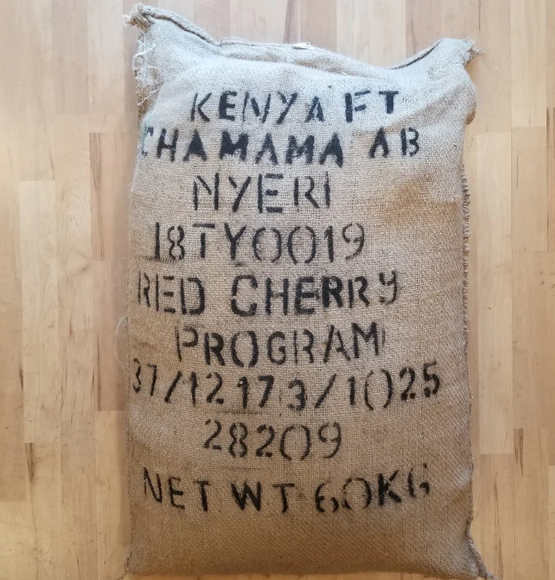 KENYA FT
CHAMAMA AB
NYERI
18TY0019
RED CHERRY
PROGRAM
37/12173/1025
28209
NET WT 60KG